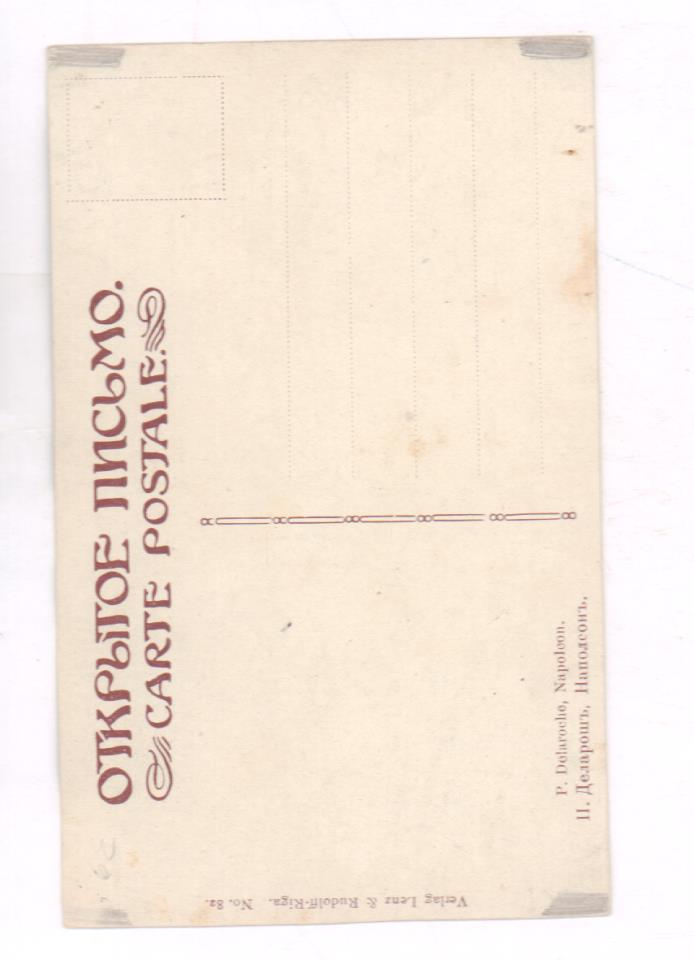 ОТКРЫТОЕ ПИСЬМО.
CARTE POSTALE.
P. Delaroche, Napoleon.
П. Деларошъ, Наполеонъ.
Verlag Lenz & Rudolff-Riga. No. 82.